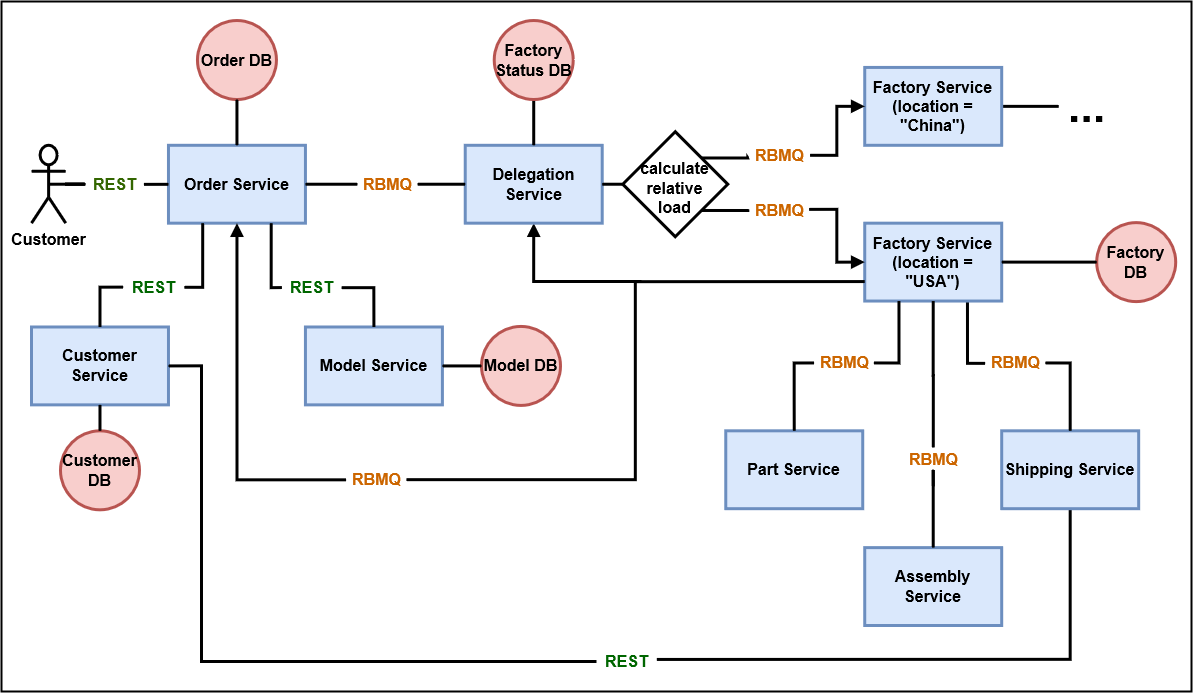 Order DB
Factory
Status DB
Factory Service
(location =
"China")
...
REST
Order Service
RBMQ
Delegation
Service
calculate
relative
load
RBMQ
RBMQ
Customer
Factory Service
(location =
"USA")
Factory
DB
REST
REST
Customer
Service
Model Service
Model DB
RBMQ
RBMQ
Customer
DB
RBMQ
Part Service
RBMQ
Shipping Service
Assembly
Service
REST